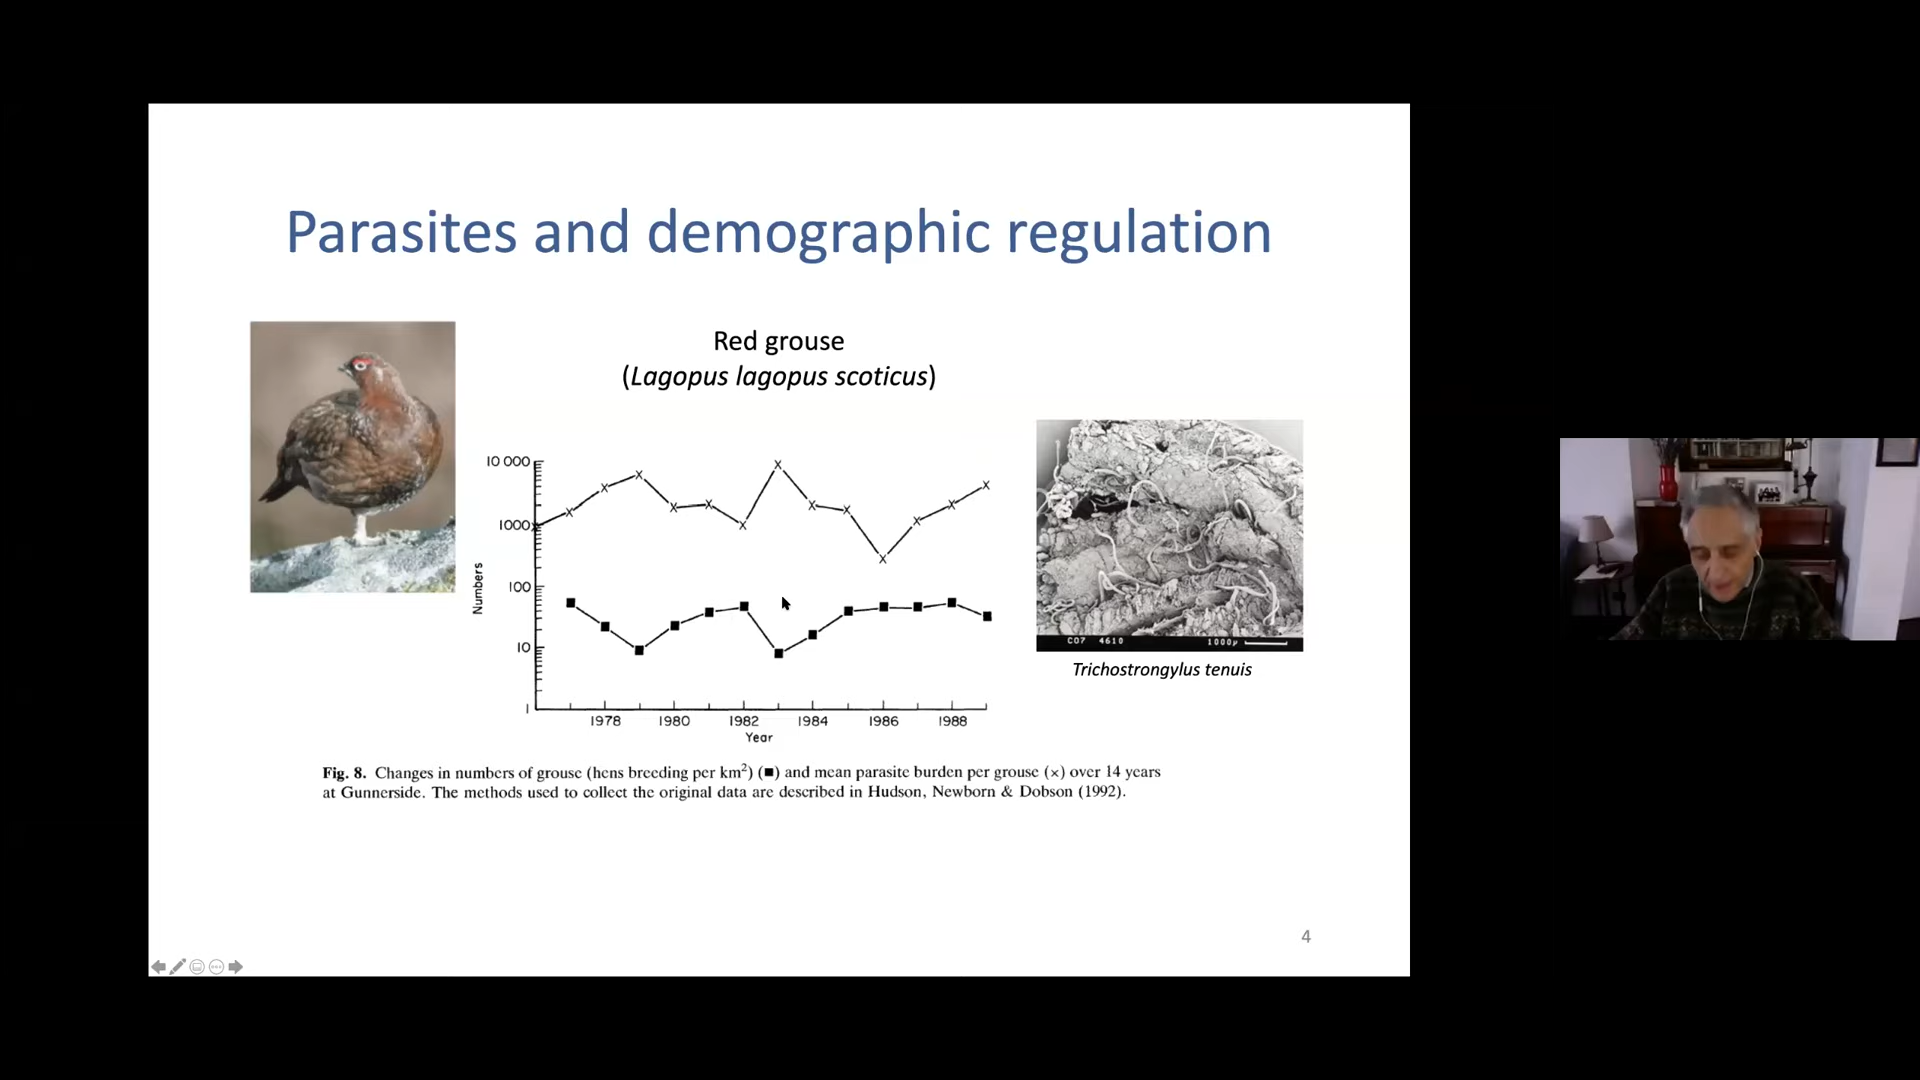 Parasites and demographic regulation
Red grouse
(Lagopus lagopus scoticus)
10 000
1000
100
10
1
Numbers
1978 1980 1982 1984 1986 1988
Year
C07 4610 1000µ
Trichostrongylus tenuis
Fig. 8. Changes in numbers of grouse (hens breeding per km²) (■) and mean parasite burden per grouse (×) over 14 years
at Gunnerside. The methods used to collect the original data are described in Hudson, Newborn & Dobson (1992).
4